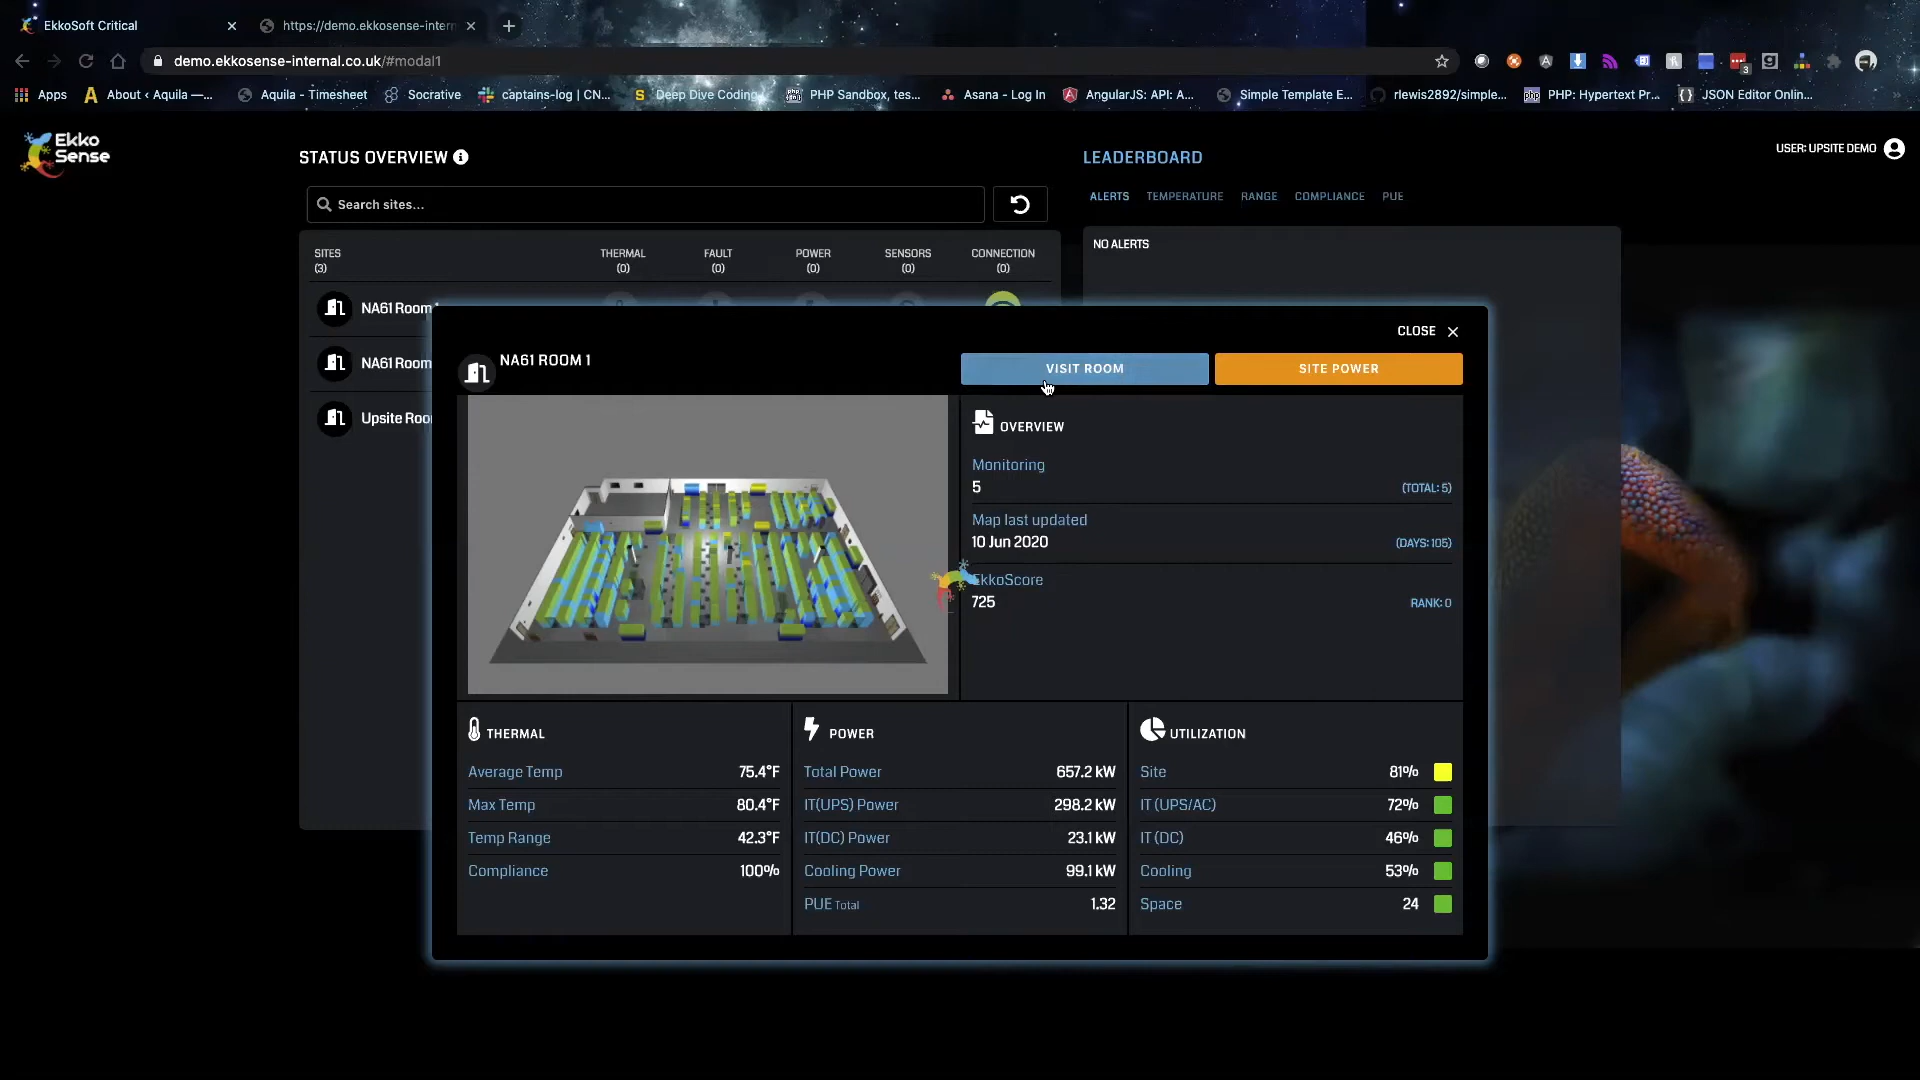 EkkoSoft Critical
https://demo.ekkosense-intern
demo.ekkosense-internal.co.uk/#modal1
3
Apps
About ‹ Aquila —...
Aquila - Timesheet
Socrative
captains-log | CN...
Deep Dive Coding
PHP Sandbox, tes...
Asana - Log In
AngularJS: API: A...
Simple Template E...
rlewis2892/simple...
PHP: Hypertext Pr...
JSON Editor Onlin...
Ekko
Sense
STATUS OVERVIEW
LEADERBOARD
USER: UPSITE DEMO
Search sites...
ALERTS TEMPERATURE RANGE COMPLIANCE PUE
NO ALERTS
SITES THERMAL FAULT POWER SENSORS CONNECTION
(3) (0) (0) (0) (0) (0)
NA61 Room
NA61 Room
Upsite Roo
CLOSE
NA61 ROOM 1
VISIT ROOM
SITE POWER
OVERVIEW
Monitoring
5 (TOTAL: 5)
Map last updated
10 Jun 2020 (DAYS: 105)
EkkoScore
725 RANK: 0
THERMAL
Average Temp 75.4°F
Max Temp 80.4°F
Temp Range 42.3°F
Compliance 100%
POWER
Total Power 657.2 kW
IT(UPS) Power 298.2 kW
IT(DC) Power 23.1 kW
Cooling Power 99.1 kW
PUE Total 1.32
UTILIZATION
Site 81%
IT (UPS/AC) 72%
IT (DC) 46%
Cooling 53%
Space 24